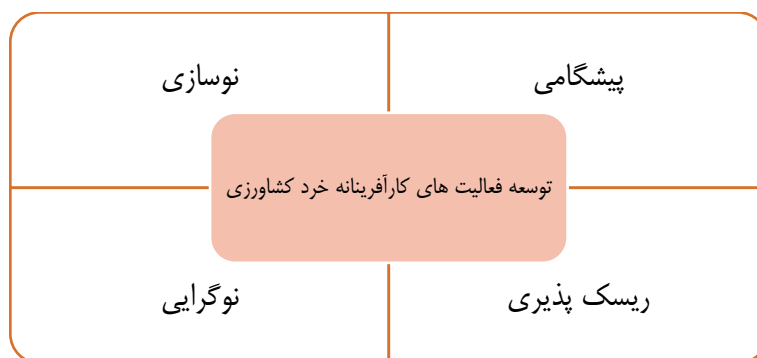 پیشگامی
نوسازی
توسعه فعالیت های کارآفرینانه خرد کشاورزی
ریسک پذیری
نوگرایی